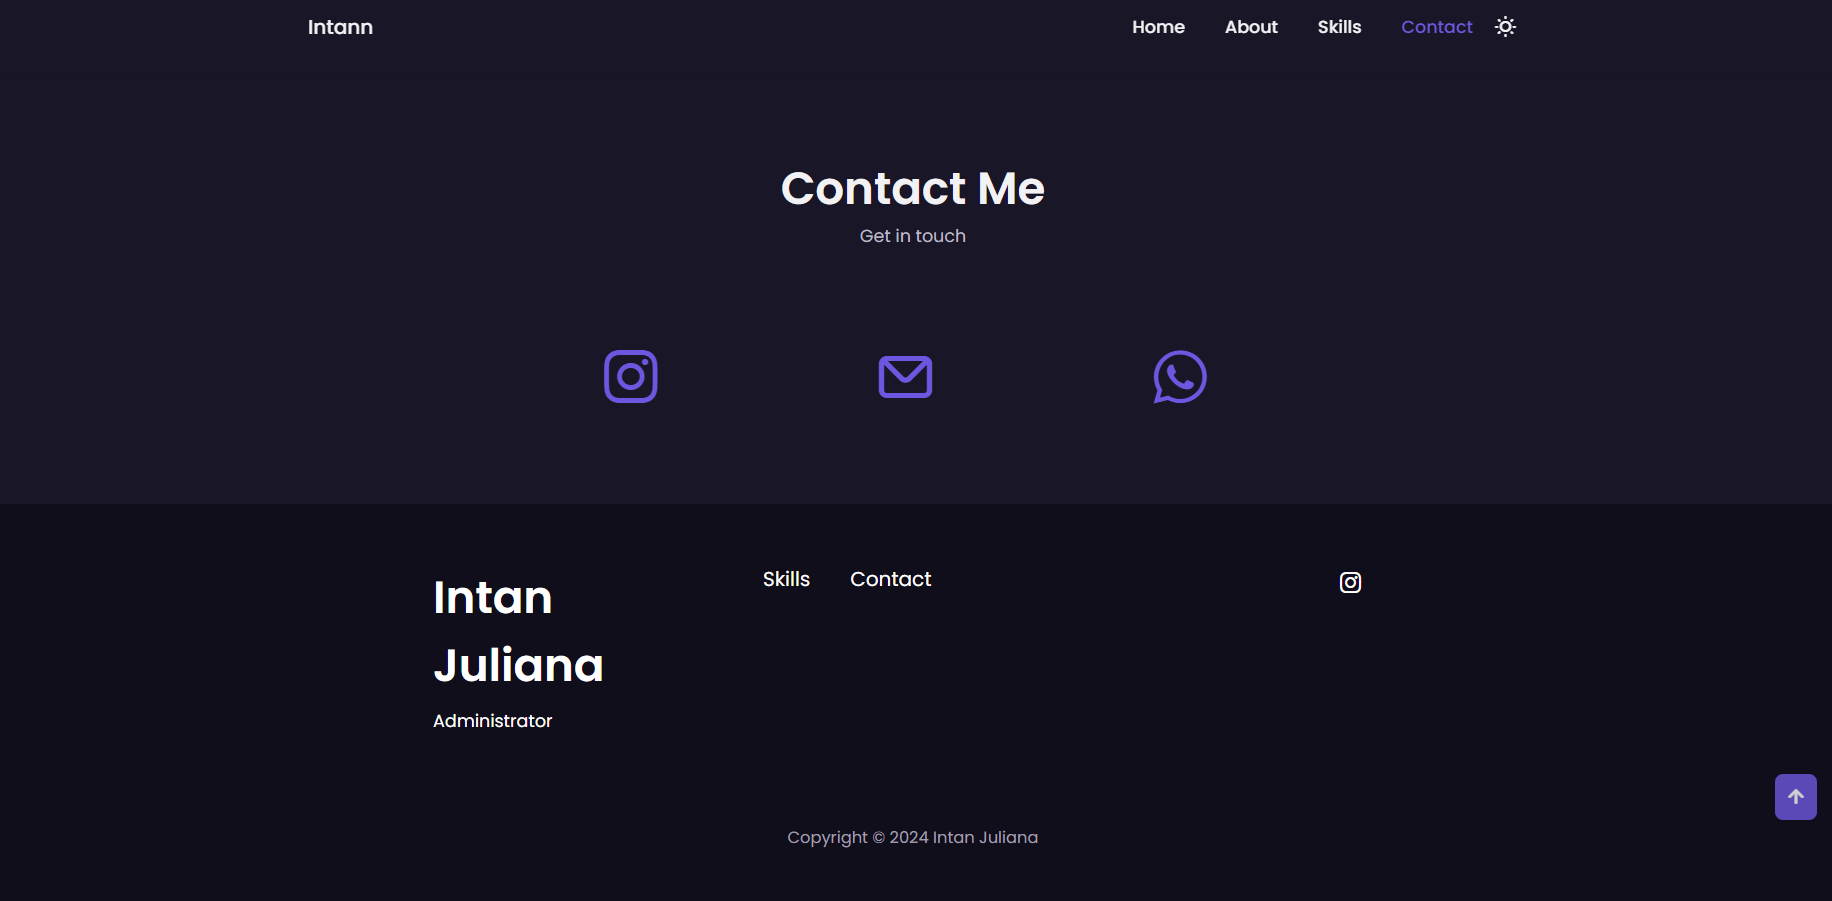 Intann
Home About Skills Contact
Contact Me
Get in touch
Intan
Juliana
Administrator
Skills Contact
Copyright © 2024 Intan Juliana